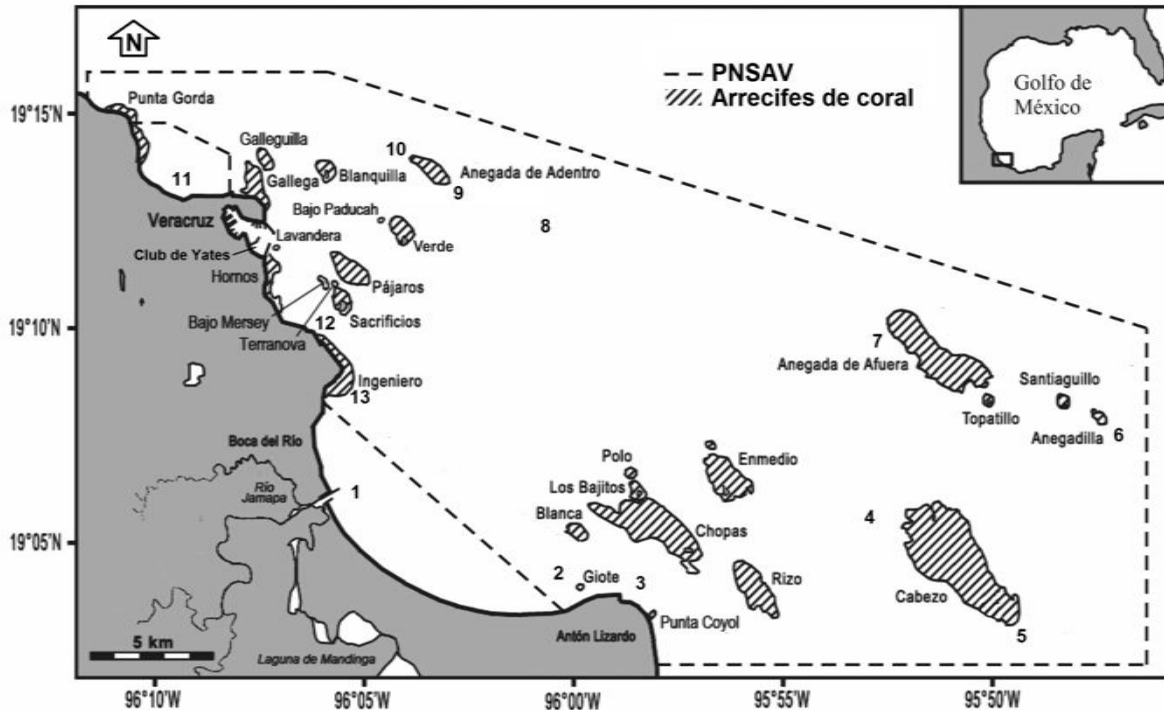 N
PNSAV
Arrecifes de coral
Golfo de
México
19°15'N
19°10'N
19°05'N
Punta Gorda
Galleguilla
10
11
Gallega
Blanquilla
Anegada de Adentro
9
Veracruz
Bajo Paducah
8
Lavandera
Verde
Club de Yates
Hornos
Pájaros
Bajo Mersey
12
Sacrificios
Terranova
7
Anegada de Afuera
Santiaguillo
Ingeniero
13
Topatillo
Anegadilla
6
Boca del Río
Polo
Enmedio
Río
Jamapa
1
Los Bajitos
Blanca
4
Chopas
2
Giote
3
Rizo
Cabezo
Punta Coyol
5
Antón Lizardo
5 km
Laguna de Mandinga
96°10'W
96°05'W
96°00'W
95°55'W
95°50'W